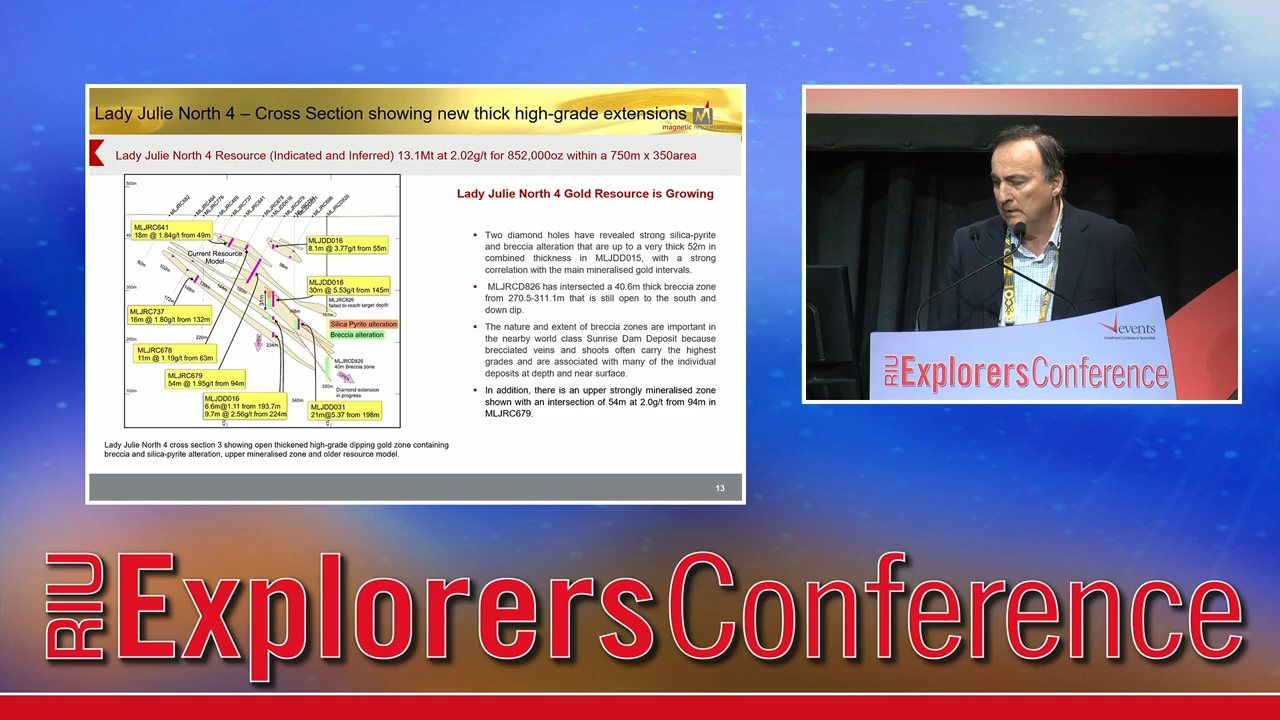 Lady Julie North 4 – Cross Section showing new thick high-grade extensions
M
magnetic resources
Lady Julie North 4 Resource (Indicated and Inferred) 13.1Mt at 2.02g/t for 852,000oz within a 750m x 350area
500m
MLJRC641
18m @ 1.84g/t from 49m
Current Resource
Model
MLJDD016
8.1m @ 3.77g/t from 55m
MLJDD016
30m @ 5.53g/t from 145m
300m
MLJRC826
failed to reach target depth
MLJRC737
16m @ 1.80g/t from 132m
Silica Pyrite alteration
Breccia alteration
220m
234m
MLJRC678
11m @ 1.19g/t from 63m
MLJRCD826
40m Breccia zone
MLJRC679
54m @ 1.95g/t from 94m
320m
Diamond extension
in progress
100m
340m
MLJDD016
6.6m@1.11 from 193.7m
9.7m @ 2.56g/t from 224m
MLJDD031
21m@5.37 from 198m
Lady Julie North 4 cross section 3 showing open thickened high-grade dipping gold zone containing
breccia and silica-pyrite alteration, upper mineralised zone and older resource model.
Lady Julie North 4 Gold Resource is Growing
▪ Two diamond holes have revealed strong silica-pyrite
and breccia alteration that are up to a very thick 52m in
combined thickness in MLJDD015, with a strong
correlation with the main mineralised gold intervals.
▪ MLJRCD826 has intersected a 40.6m thick breccia zone
from 270.5-311.1m that is still open to the south and
down dip.
▪ The nature and extent of breccia zones are important in
the nearby world class Sunrise Dam Deposit because
brecciated veins and shoots often carry the highest
grades and are associated with many of the individual
deposits at depth and near surface.
▪ In addition, there is an upper strongly mineralised zone
shown with an intersection of 54m at 2.0g/t from 94m in
MLJRC679.
13
events
Investment Conference Specialists
RIU ExplorersConference
RIU ExplorersConference